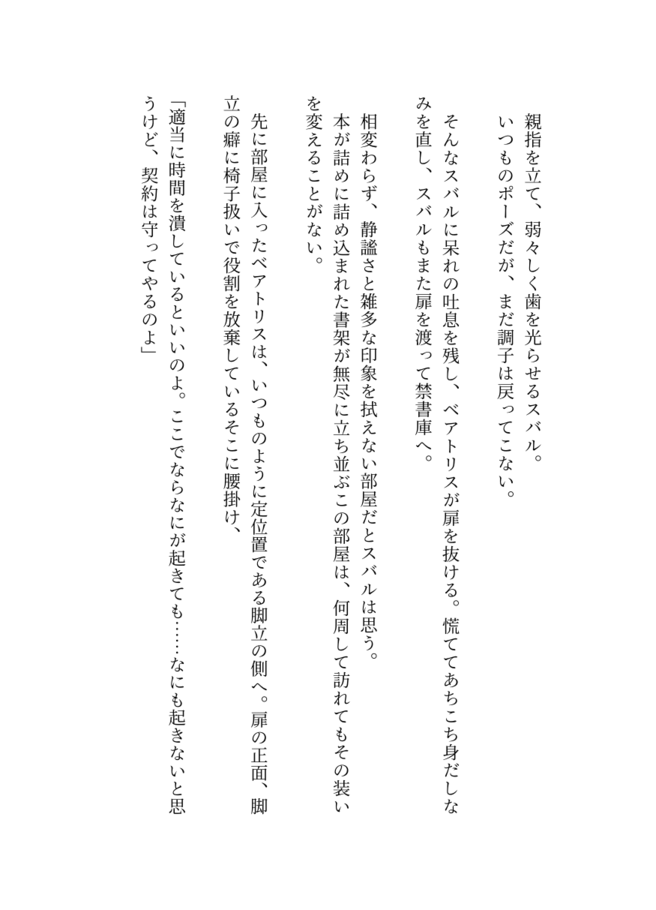 親指を立て、弱々しく歯を光らせるスバル。
いつものポーズだが、まだ調子は戻ってこない。
そんなスバルに呆れの吐息を残し、ベアトリスが扉を抜ける。慌ててあちこち身だしな
みを直し、スバルもまた扉を渡って禁書庫へ。
相変わらず、静謐さと雑多な印象を拭えない部屋だとスバルは思う。
本が詰めに詰め込まれた書架が無尽に立ち並ぶこの部屋は、何周して訪れてもその装い
を変えることがない。
先に部屋に入ったベアトリスは、いつものように定位置である脚立の側へ。扉の正面、脚
立の癖に椅子扱いで役割を放棄しているそこに腰掛け、
「適当に時間を潰しているといいのよ。ここでならなにが起きても……なにも起きないと思
うけど、契約は守ってやるのよ」